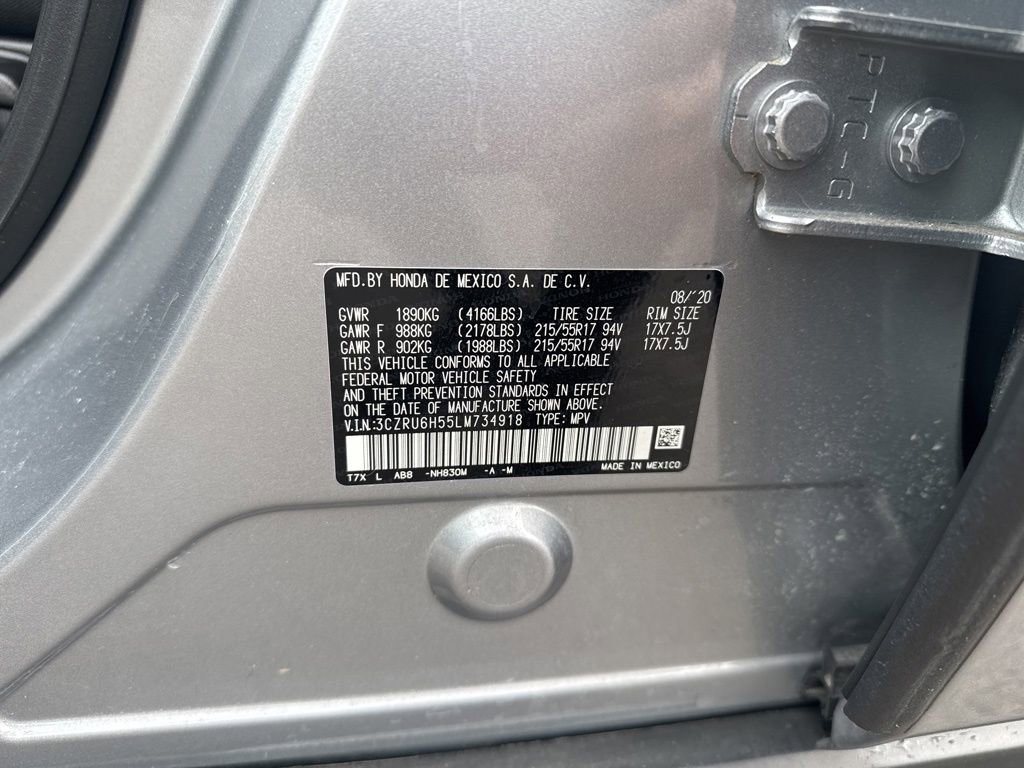 PTC-G
MFD.BY HONDA DE MEXICO S.A. DE C.V.
08/'20
GVWR 1890KG (4166LBS) TIRE SIZE RIM SIZE
GAWR F 988KG (2178LBS) 215/55R17 94V 17X7.5J
GAWR R 902KG (1988LBS) 215/55R17 94V 17X7.5J
THIS VEHICLE CONFORMS TO ALL APPLICABLE
FEDERAL MOTOR VEHICLE SAFETY
AND THEFT PREVENTION STANDARDS IN EFFECT
ON THE DATE OF MANUFACTURE SHOWN ABOVE.
V.I.N:3CZRU6H55LM734918 TYPE:MPV
T7X L AB8 -NH830M -A -M MADE IN MEXICO